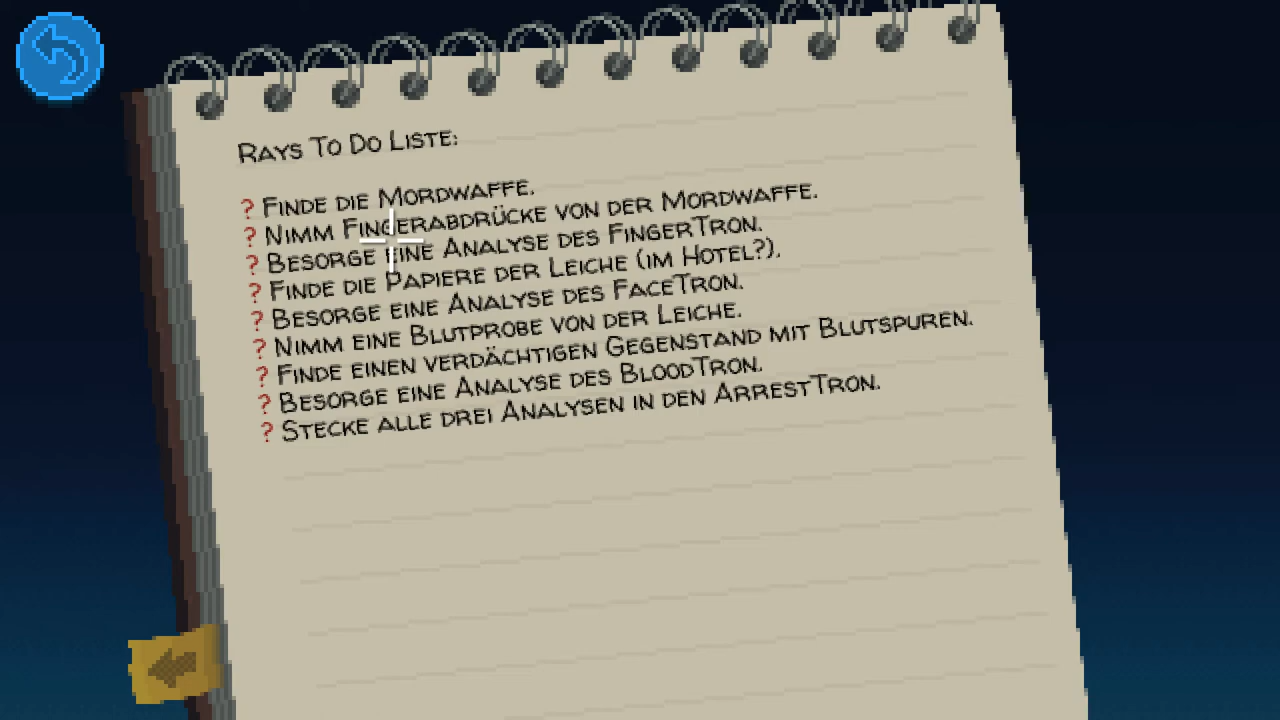 Rays To Do Liste:
? Finde die Mordwaffe.
? Nimm Fingerabdrücke von der Mordwaffe.
? Besorge eine Analyse des FingerTron.
? Finde die Papiere der Leiche (im Hotel?).
? Besorge eine Analyse des FaceTron.
? Nimm eine Blutprobe von der Leiche.
? Finde einen verdächtigen Gegenstand mit Blutspuren.
? Besorge eine Analyse des BloodTron.
? Stecke alle drei Analysen in den ArrestTron.